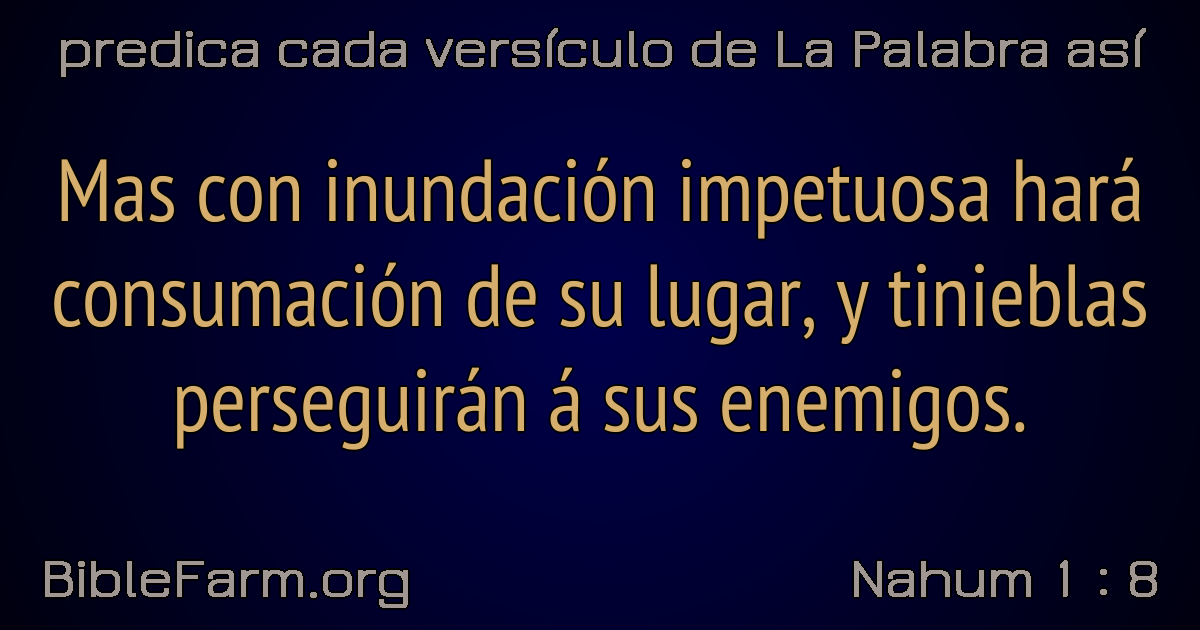 predica cada versículo de La Palabra así
Mas con inundación impetuosa hará
consumación de su lugar, y tinieblas
perseguirán á sus enemigos.
BibleFarm.org
Nahum 1 : 8